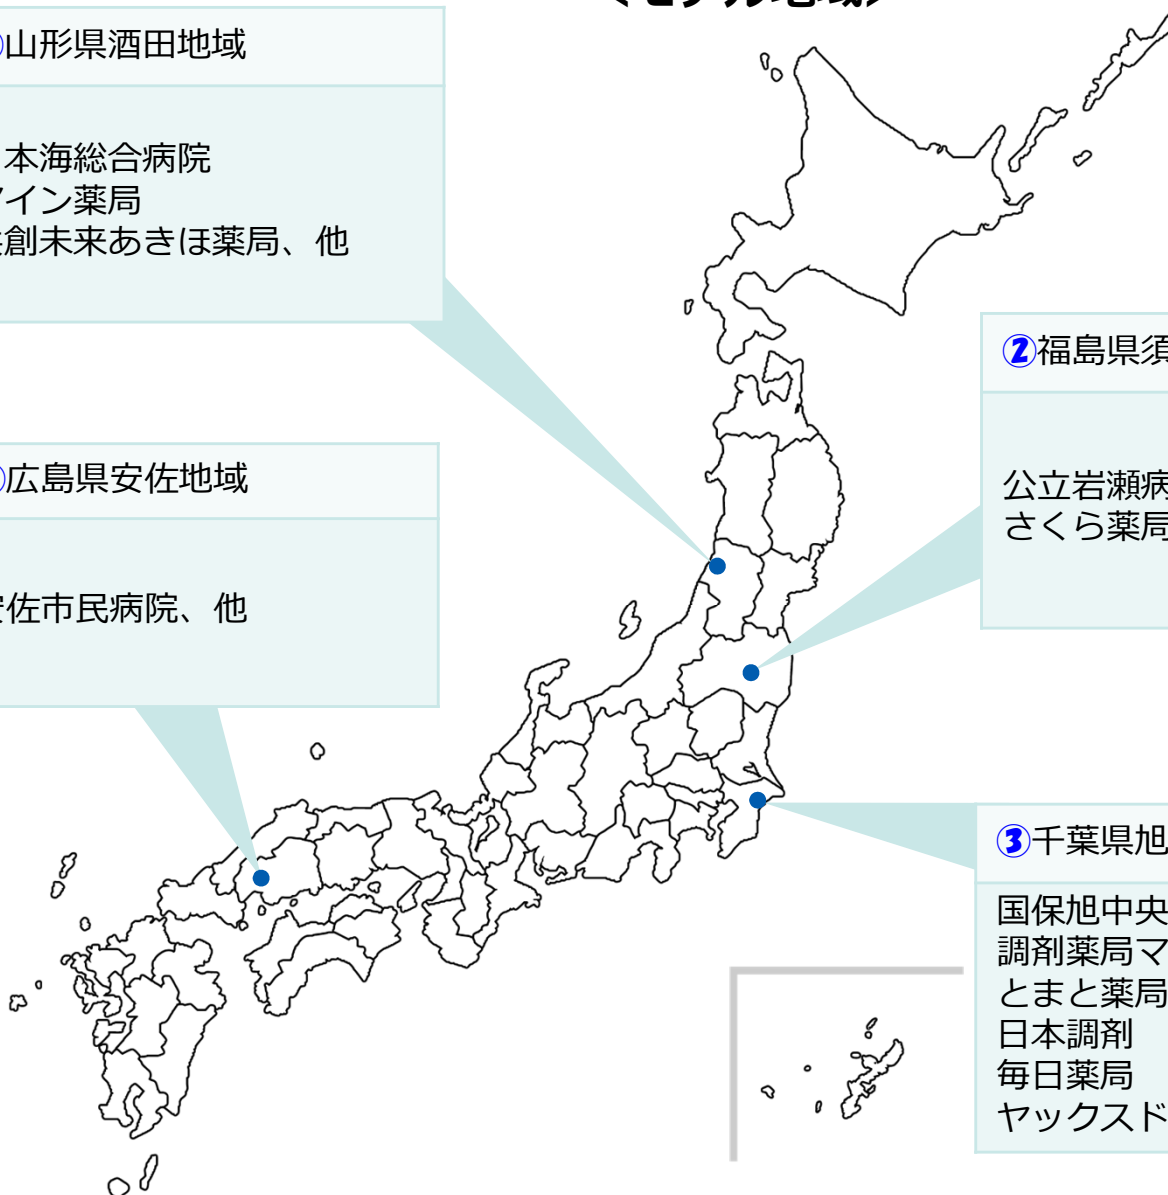 山形県酒田地域
本海総合病院
イン薬局
創未来あきほ薬局、他
②福島県須
公立岩瀬病
さくら薬局
広島県安佐地域
佐市民病院、他
③千葉県旭
国保旭中央
調剤薬局マ
とまと薬局
日本調剤
毎日薬局
ヤックスド